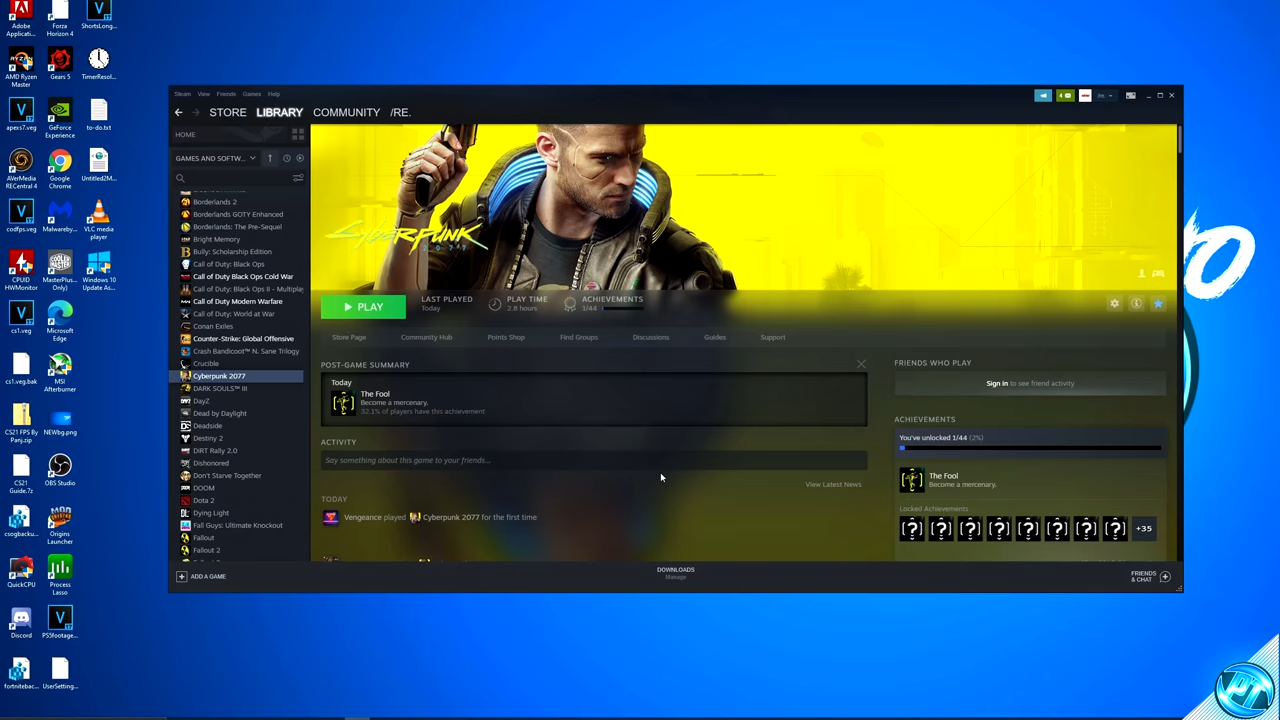 Adobe
Applicati...
Forza
Horizon 4
ShortsLong...
AMD Ryzen
Master
Gears 5
TimerResol...
apexs7.veg
GeForce
Experience
to-do.txt
AVerMedia
RECentral 4
Google
Chrome
Untitled2M...
codfps.veg
Malwareby...
VLC media
player
CPUID
HWMonitor
MasterPlus...
Only)
Windows 10
Update As...
cs1.veg
Microsoft
Edge
cs1.veg.bak
MSI
Afterburner
CS21 FPS By
Panj.zip
NEWbg.png
CS21
Guide.7z
OBS Studio
csogbacku...
Origins
Launcher
QuickCPU
Process
Lasso
Discord
PS5footage...
fortnitebac...
UserSetting...
Steam View Friends Games Help
STORE LIBRARY COMMUNITY /RE.
HOME
GAMES AND SOFTW...
Borderlands 2
Borderlands GOTY Enhanced
Borderlands: The Pre-Sequel
Bright Memory
Bully: Scholarship Edition
Call of Duty: Black Ops
Call of Duty Black Ops Cold War
Call of Duty: Black Ops II - Multiplay
Call of Duty Modern Warfare
Call of Duty: World at War
Conan Exiles
Counter-Strike: Global Offensive
Crash Bandicoot™ N. Sane Trilogy
Crucible
Cyberpunk 2077
DARK SOULS™ III
DayZ
Dead by Daylight
Deadside
Destiny 2
DiRT Rally 2.0
Dishonored
Don't Starve Together
DOOM
Dota 2
Dying Light
Fall Guys: Ultimate Knockout
Fallout
Fallout 2
ADD A GAME
Cyberpunk
2077
PLAY
LAST PLAYED
Today
PLAY TIME
2.8 hours
ACHIEVEMENTS
1/44
Store Page Community Hub Points Shop Find Groups Discussions Guides Support
POST-GAME SUMMARY
Today
The Fool
Become a mercenary.
32.1% of players have this achievement
ACTIVITY
Say something about this game to your friends...
View Latest News
TODAY
Vengeance played Cyberpunk 2077 for the first time
FRIENDS WHO PLAY
Sign in to see friend activity
ACHIEVEMENTS
You've unlocked 1/44 (2%)
The Fool
Become a mercenary.
Locked Achievements
+35
DOWNLOADS
Manage
FRIENDS
& CHAT